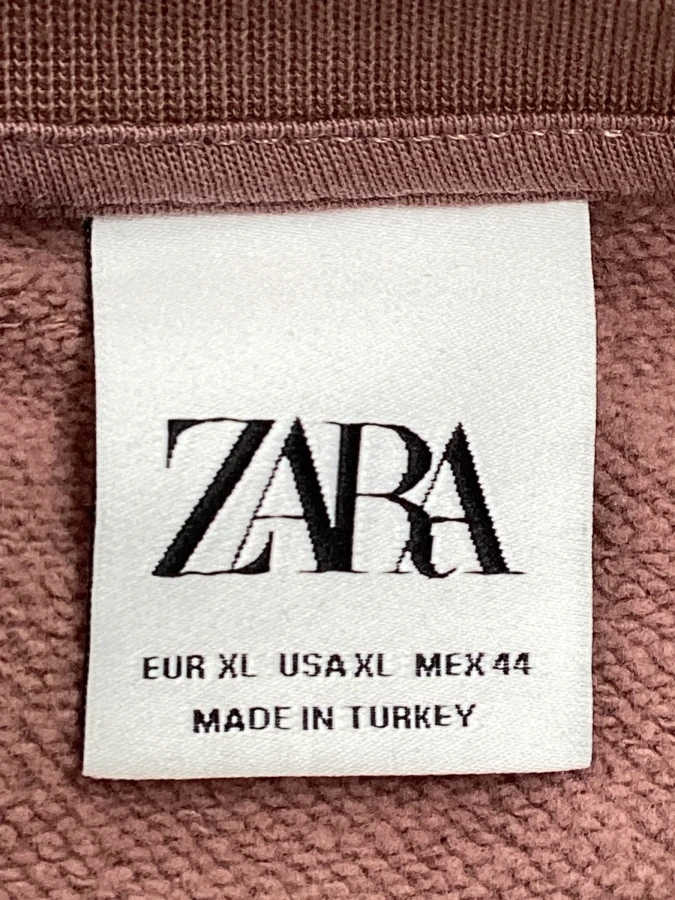 ZARA
EUR XL USA XL MEX 44
MADE IN TURKEY